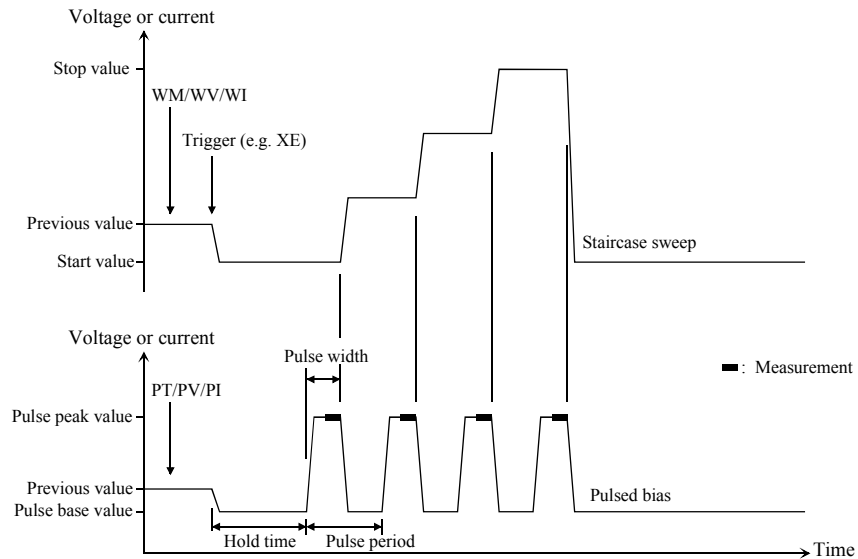 Voltage or current
Stop value
WM/WV/WI
Trigger (e.g. XE)
Previous value
Start value
Staircase sweep
Voltage or current
Pulse width
PT/PV/PI
: Measurement
Pulse peak value
Previous value
Pulse base value
Pulsed bias
Hold time
Pulse period
Time